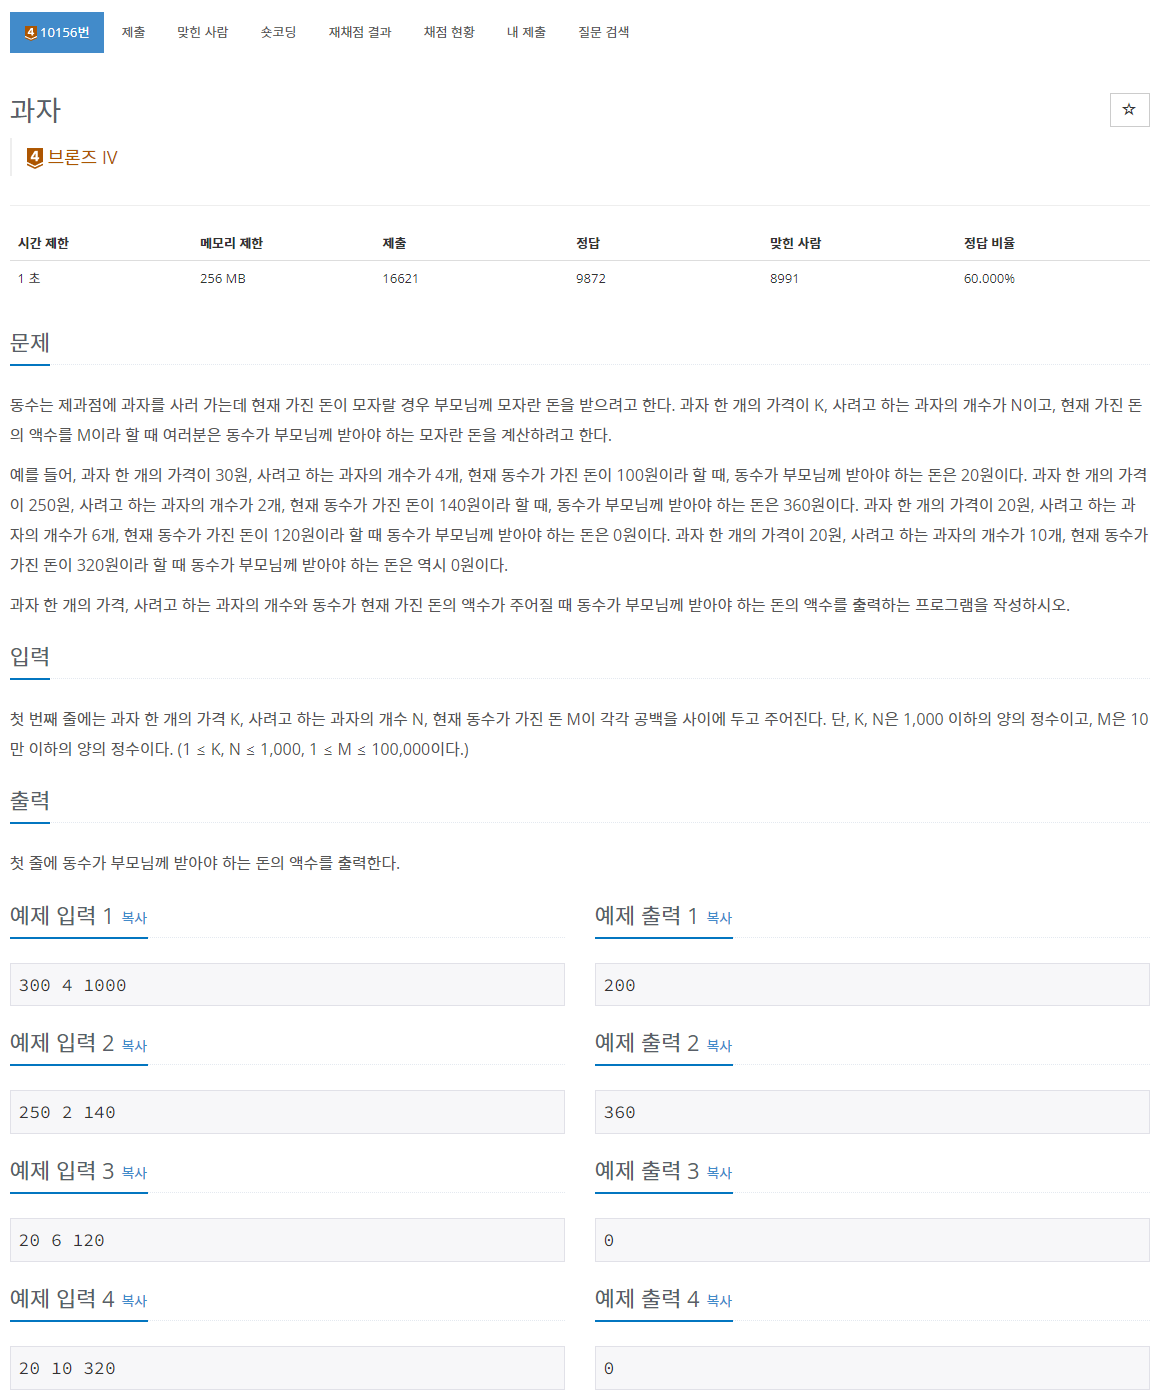 4 10156번 제출 맞힌 사람 숏코딩 재채점 결과 채점 현황 내 제출 질문 검색
과자
☆
4 브론즈 IV
시간 제한 메모리 제한 제출 정답 맞힌 사람 정답 비율
1 초 256 MB 16621 9872 8991 60.000%
문제
동수는 제과점에 과자를 사러 가는데 현재 가진 돈이 모자랄 경우 부모님께 모자란 돈을 받으려고 한다. 과자 한 개의 가격이 K, 사려고 하는 과자의 개수가 N이고, 현재 가진 돈
의 액수를 M이라 할 때 여러분은 동수가 부모님께 받아야 하는 모자란 돈을 계산하려고 한다.
예를 들어, 과자 한 개의 가격이 30원, 사려고 하는 과자의 개수가 4개, 현재 동수가 가진 돈이 100원이라 할 때, 동수가 부모님께 받아야 하는 돈은 20원이다. 과자 한 개의 가격
이 250원, 사려고 하는 과자의 개수가 2개, 현재 동수가 가진 돈이 140원이라 할 때, 동수가 부모님께 받아야 하는 돈은 360원이다. 과자 한 개의 가격이 20원, 사려고 하는 과
자의 개수가 6개, 현재 동수가 가진 돈이 120원이라 할 때 동수가 부모님께 받아야 하는 돈은 0원이다. 과자 한 개의 가격이 20원, 사려고 하는 과자의 개수가 10개, 현재 동수가
가진 돈이 320원이라 할 때 동수가 부모님께 받아야 하는 돈은 역시 0원이다.
과자 한 개의 가격, 사려고 하는 과자의 개수와 동수가 현재 가진 돈의 액수가 주어질 때 동수가 부모님께 받아야 하는 돈의 액수를 출력하는 프로그램을 작성하시오.
입력
첫 번째 줄에는 과자 한 개의 가격 K, 사려고 하는 과자의 개수 N, 현재 동수가 가진 돈 M이 각각 공백을 사이에 두고 주어진다. 단, K, N은 1,000 이하의 양의 정수이고, M은 10
만 이하의 양의 정수이다. (1 ≤ K, N ≤ 1,000, 1 ≤ M ≤ 100,000이다.)
출력
첫 줄에 동수가 부모님께 받아야 하는 돈의 액수를 출력한다.
예제 입력 1 복사 예제 출력 1 복사
300 4 1000 200
예제 입력 2 복사 예제 출력 2 복사
250 2 140 360
예제 입력 3 복사 예제 출력 3 복사
20 6 120 0
예제 입력 4 복사 예제 출력 4 복사
20 10 320 0